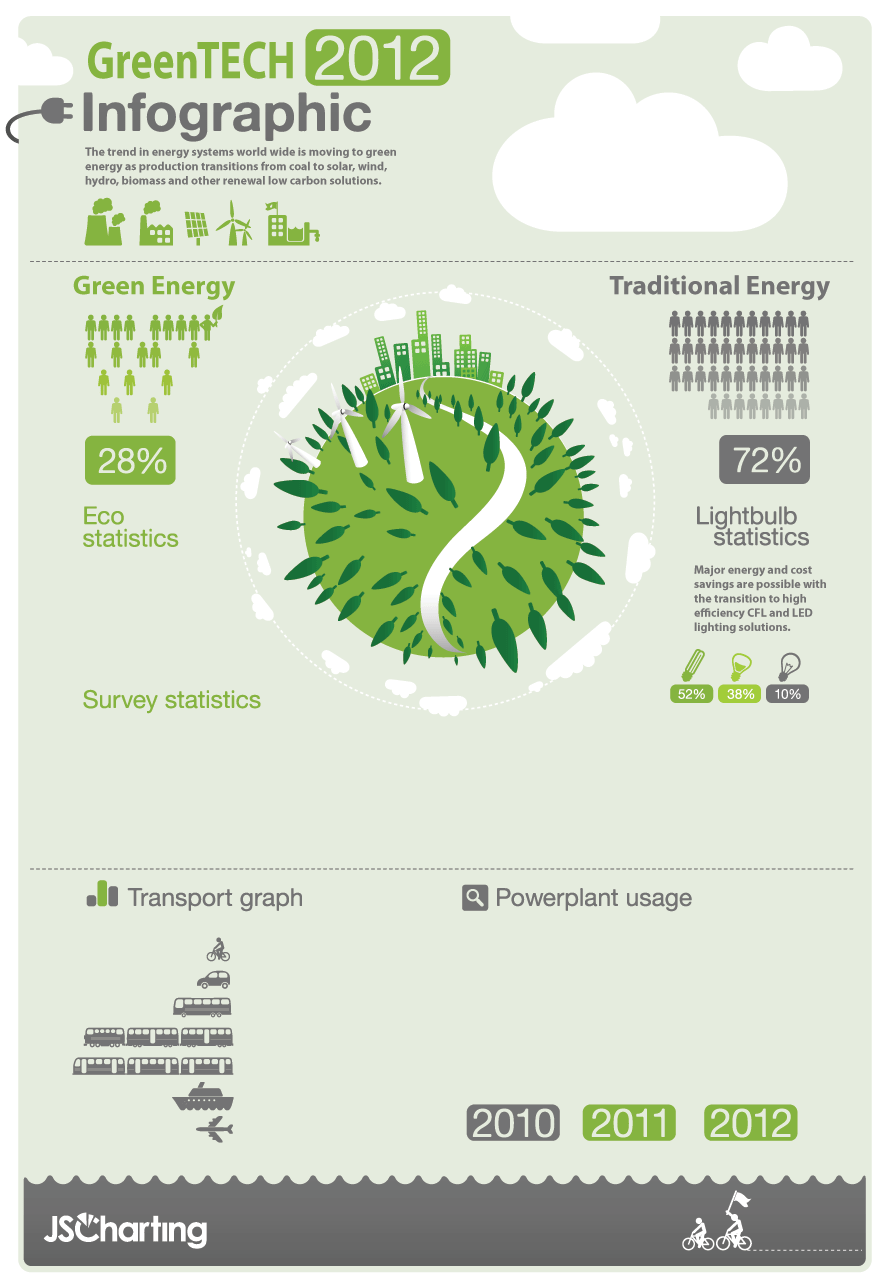 GreenTECH 2012
Infographic
The trend in energy systems world wide is moving to green
energy as production transitions from coal to solar, wind,
hydro, biomass and other renewal low carbon solutions.
Green Energy
Traditional Energy
28%
72%
Eco
statistics
Lightbulb
statistics
Major energy and cost
savings are possible with
the transition to high
efficiency CFL and LED
lighting solutions.
52% 38% 10%
Survey statistics
Transport graph
Powerplant usage
2010 2011 2012
JSCharting